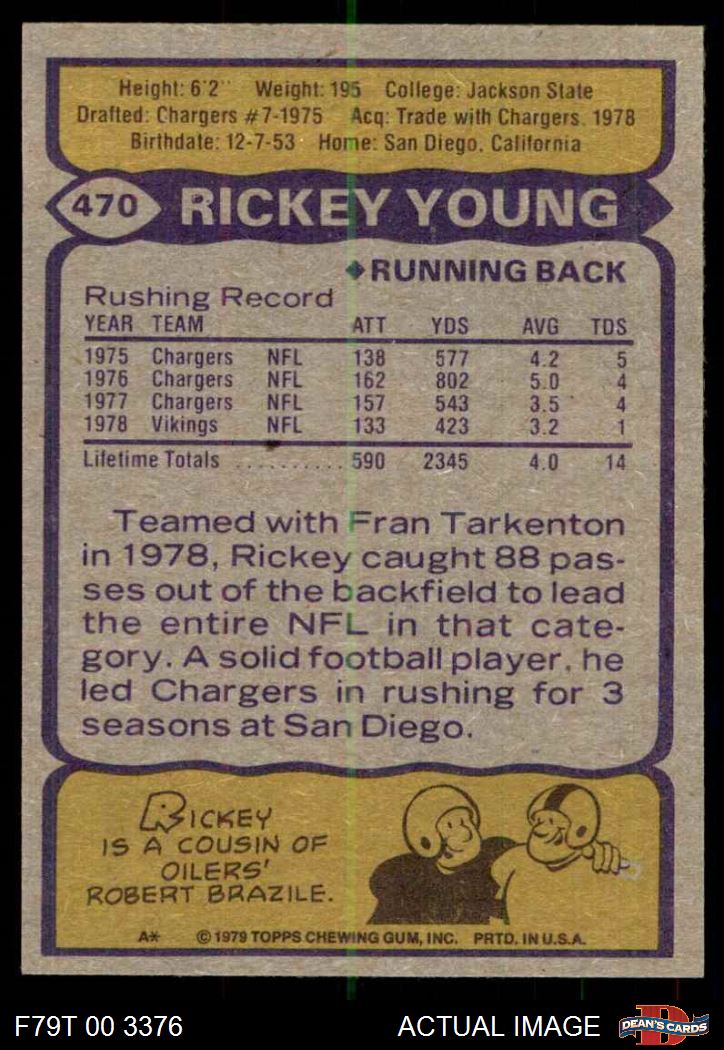 Height: 6'2" Weight: 195 College: Jackson State
Drafted: Chargers #7-1975 Acq: Trade with Chargers, 1978
Birthdate: 12-7-53 Home: San Diego, California
470 RICKEY YOUNG
RUNNING BACK
Rushing Record
YEAR TEAM ATT YDS AVG TDS
1975 Chargers NFL 138 577 4.2 5
1976 Chargers NFL 162 802 5.0 4
1977 Chargers NFL 157 543 3.5 4
1978 Vikings NFL 133 423 3.2 1
Lifetime Totals .......... 590 2345 4.0 14
Teamed with Fran Tarkenton
in 1978, Rickey caught 88 pas-
ses out of the backfield to lead
the entire NFL in that cate-
gory. A solid football player, he
led Chargers in rushing for 3
seasons at San Diego.
RICKEY
IS A COUSIN OF
OILERS'
ROBERT BRAZILE.
A* © 1979 TOPPS CHEWING GUM, INC. PRTD. IN U.S.A.
F79T 00 3376 ACTUAL IMAGE
D
DEAN'S CARDS